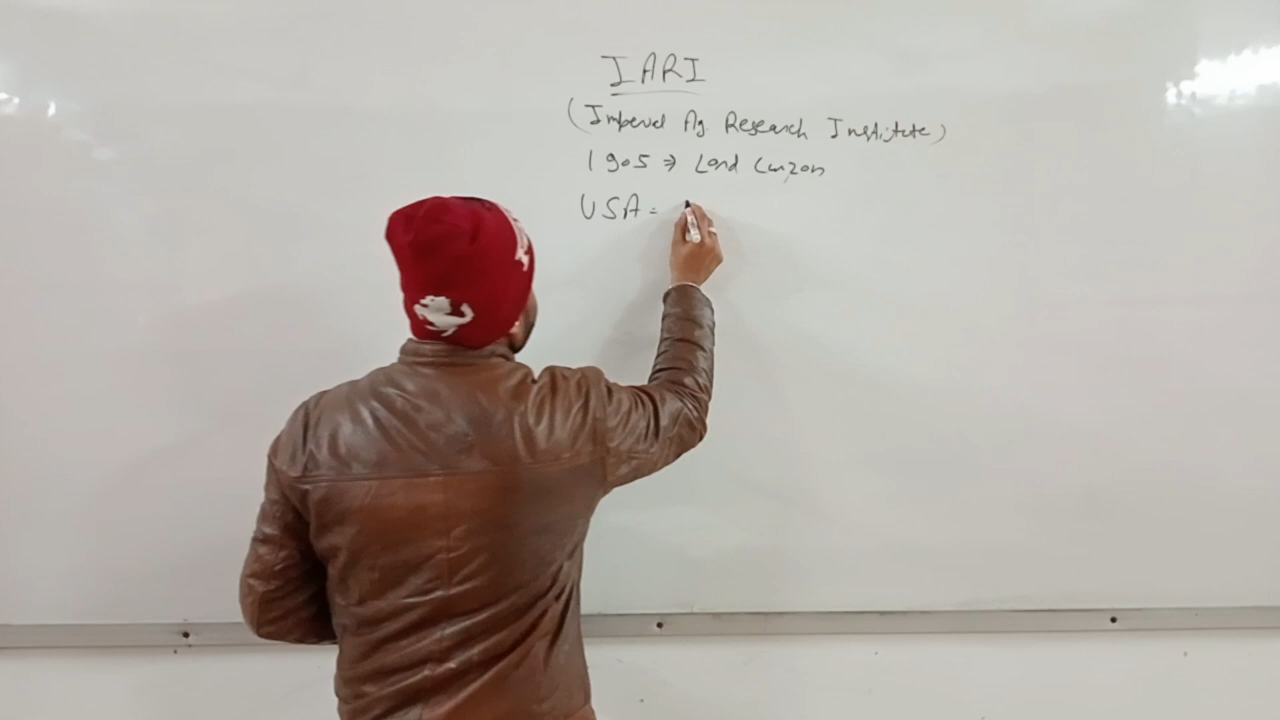 IARI
(Imperial Ag. Research Institute)
1905 ⇒ Lord Curzon
USA =